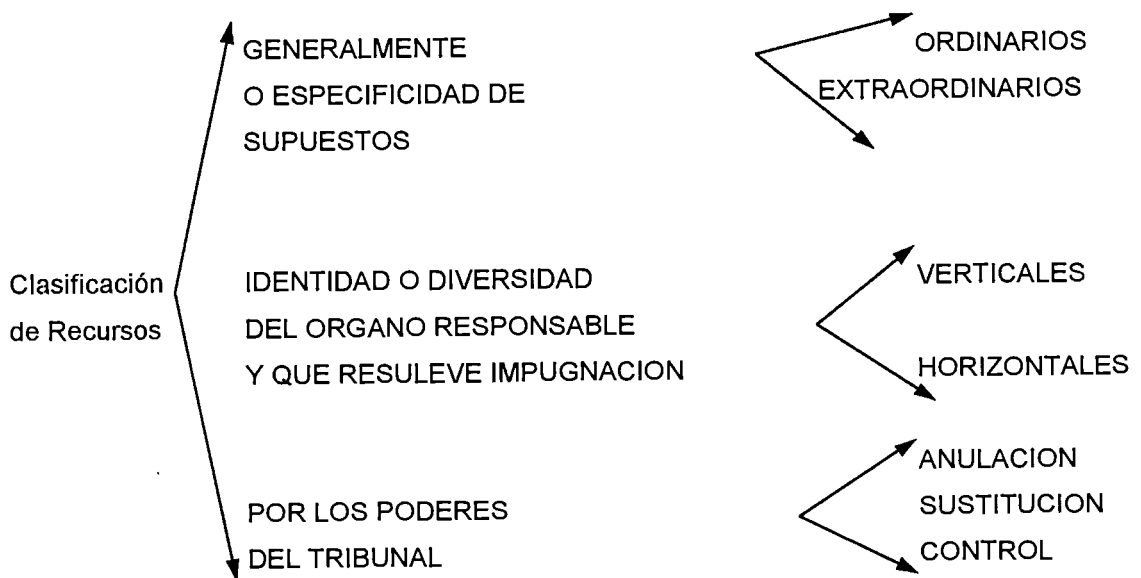 GENERALMENTE
O ESPECIFICIDAD DE
SUPUESTOS
ORDINARIOS
EXTRAORDINARIOS
Clasificación
de Recursos
IDENTIDAD O DIVERSIDAD
DEL ORGANO RESPONSABLE
Y QUE RESULEVE IMPUGNACION
VERTICALES
HORIZONTALES
POR LOS PODERES
DEL TRIBUNAL
ANULACION
SUSTITUCION
CONTROL